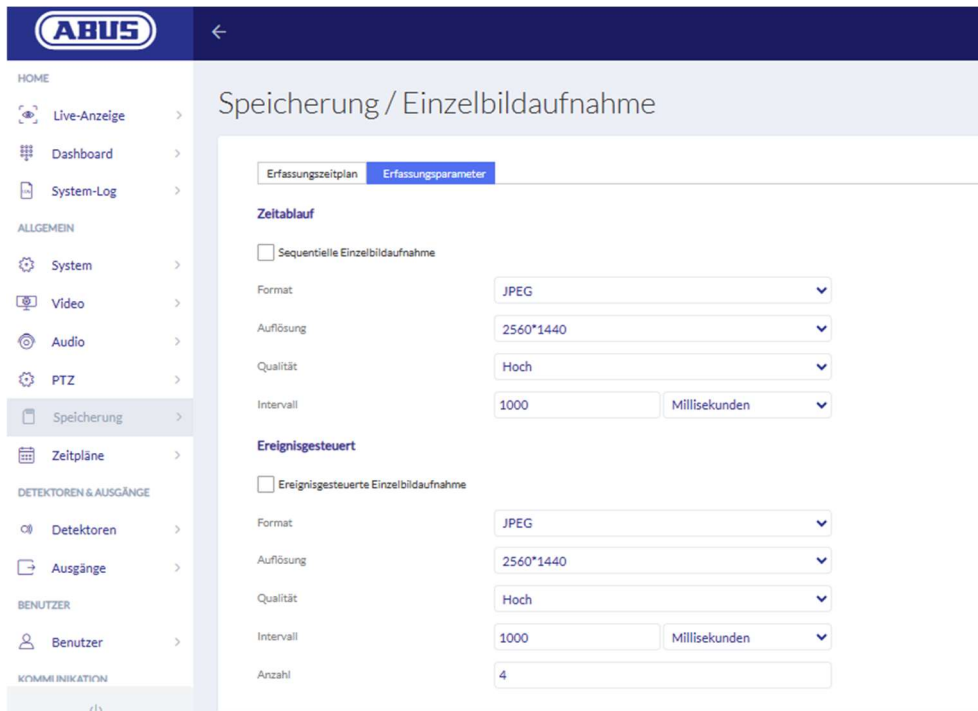 ABUS
HOME
Live-Anzeige
Dashboard
System-Log
ALLGEMEIN
System
Video
Audio
PTZ
Speicherung
Zeitpläne
DETEKTOREN & AUSGÄNGE
Detektoren
Ausgänge
BENUTZER
Benutzer
KOMMUNIKATION
Speicherung / Einzelbildaufnahme
Erfassungszeitplan Erfassungsparameter
Zeitablauf
Sequentielle Einzelbildaufnahme
Format JPEG
Auflösung 2560*1440
Qualität Hoch
Intervall 1000 Millisekunden
Ereignisgesteuert
Ereignisgesteuerte Einzelbildaufnahme
Format JPEG
Auflösung 2560*1440
Qualität Hoch
Intervall 1000 Millisekunden
Anzahl 4